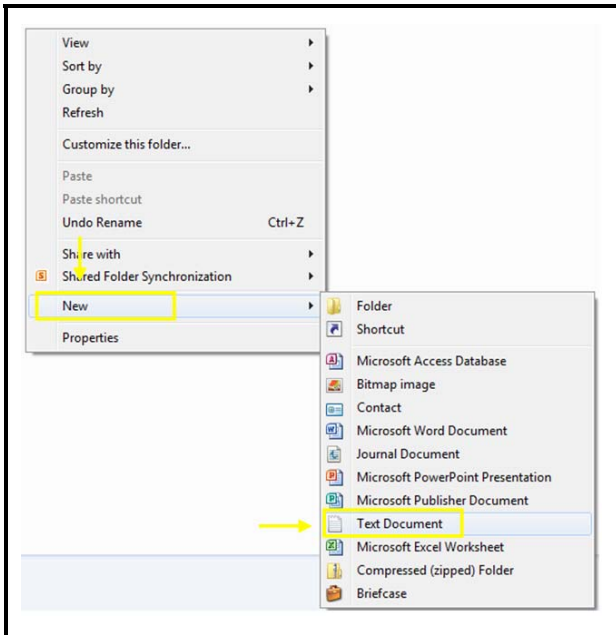 View
Sort by
Group by
Refresh
Customize this folder...
Paste
Paste shortcut
Undo Rename Ctrl+Z
Share with
Shared Folder Synchronization
New
Properties
Folder
Shortcut
Microsoft Access Database
Bitmap image
Contact
Microsoft Word Document
Journal Document
Microsoft PowerPoint Presentation
Microsoft Publisher Document
Text Document
Microsoft Excel Worksheet
Compressed (zipped) Folder
Briefcase